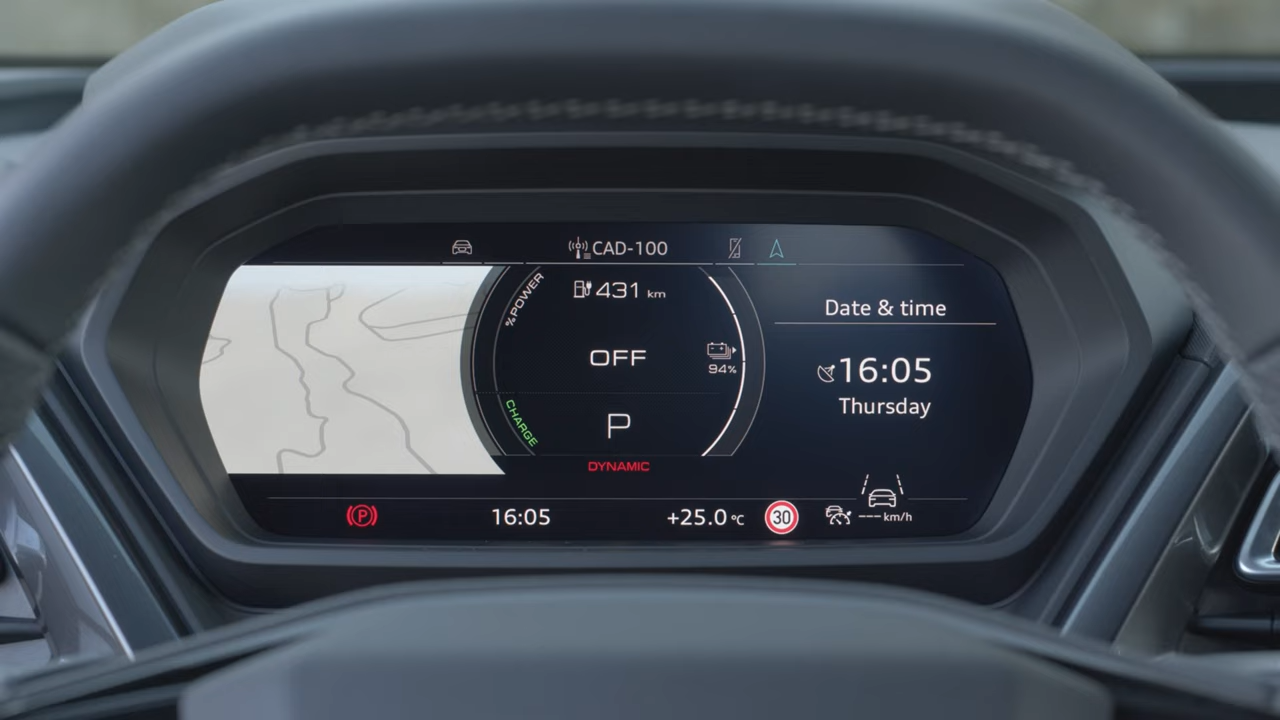 CAD-100
% POWER
431 km
OFF
94%
CHARGE
P
DYNAMIC
Date & time
16:05
Thursday
(P)
16:05
+25.0 °C
30
--- km/h